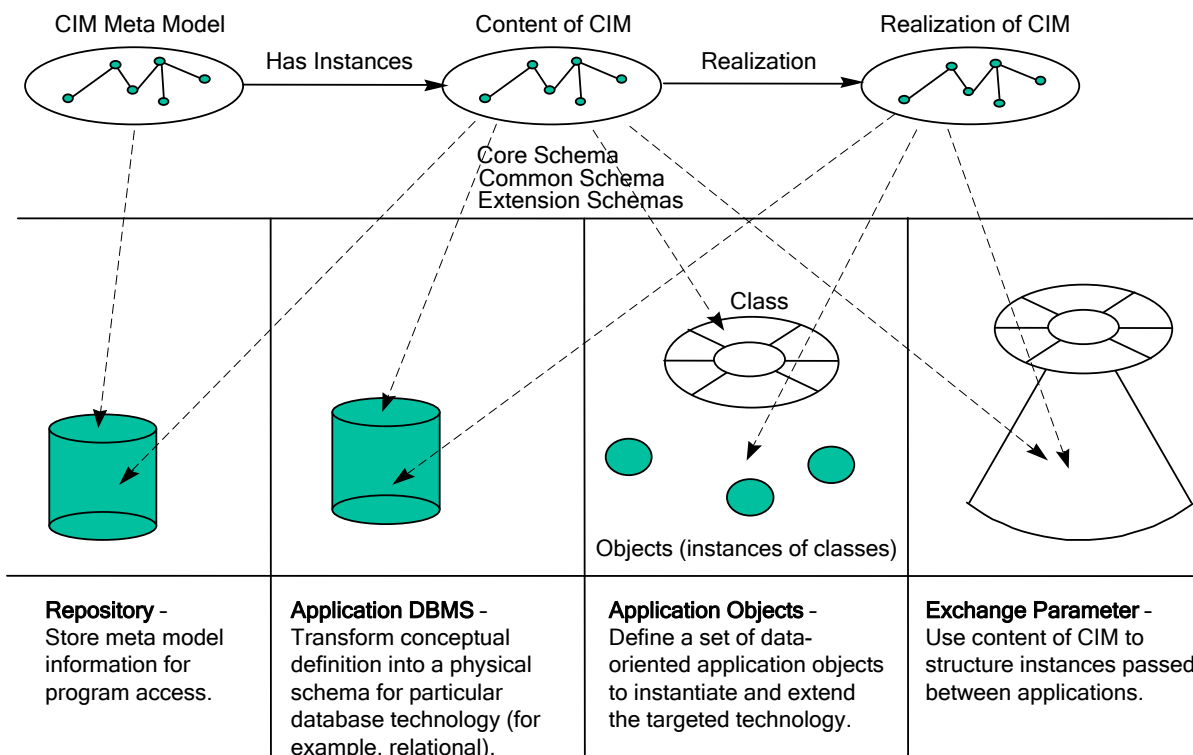 CIM Meta Model
Content of CIM
Realization of CIM
Has Instances
Realization
Core Schema
Common Schema
Extension Schemas
Class
Objects (instances of classes)
Repository -
Store meta model
information for
program access.
Application DBMS -
Transform conceptual
definition into a physical
schema for particular
database technology (for
example, relational).
Application Objects -
Define a set of data-
oriented application objects
to instantiate and extend
the targeted technology.
Exchange Parameter -
Use content of CIM to
structure instances passed
between applications.